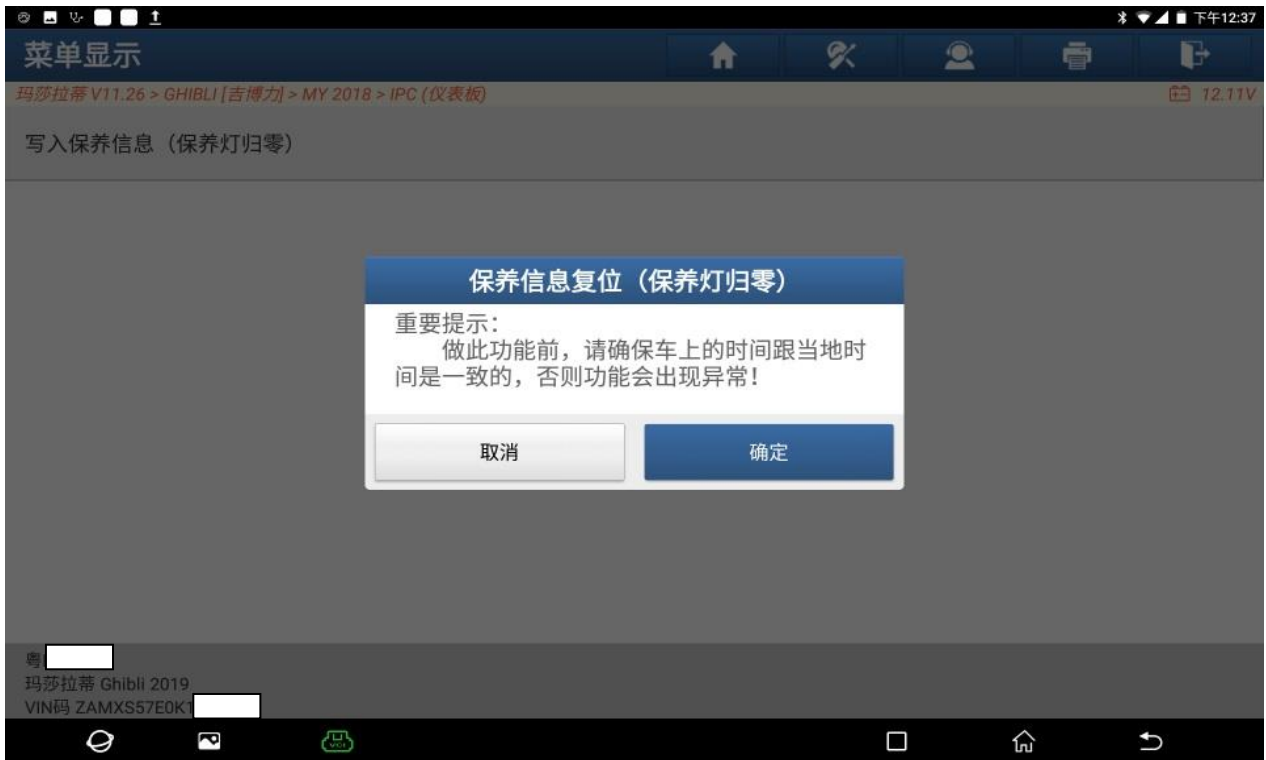 下午12:37
菜单显示
玛莎拉蒂 V11.26 > GHIBLI [吉博力] > MY 2018 > IPC (仪表板)
12.11V
写入保养信息（保养灯归零）
保养信息复位（保养灯归零）
重要提示：
做此功能前，请确保车上的时间跟当地时
间是一致的，否则功能会出现异常！
取消
确定
粤
玛莎拉蒂 Ghibli 2019
VIN码 ZAMXS57E0K1
VCI